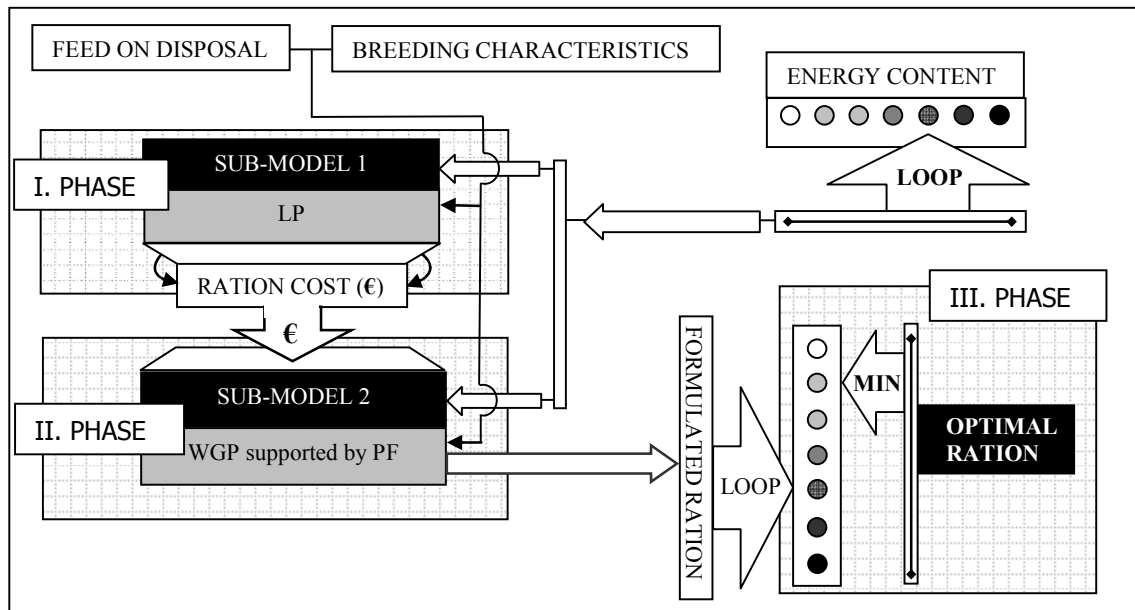 FEED ON DISPOSAL
BREEDING CHARACTERISTICS
ENERGY CONTENT
LOOP
I. PHASE
SUB-MODEL 1
LP
RATION COST (€)
€
II. PHASE
SUB-MODEL 2
WGP supported by PF
FORMULATED RATION
LOOP
III. PHASE
MIN
OPTIMAL
RATION